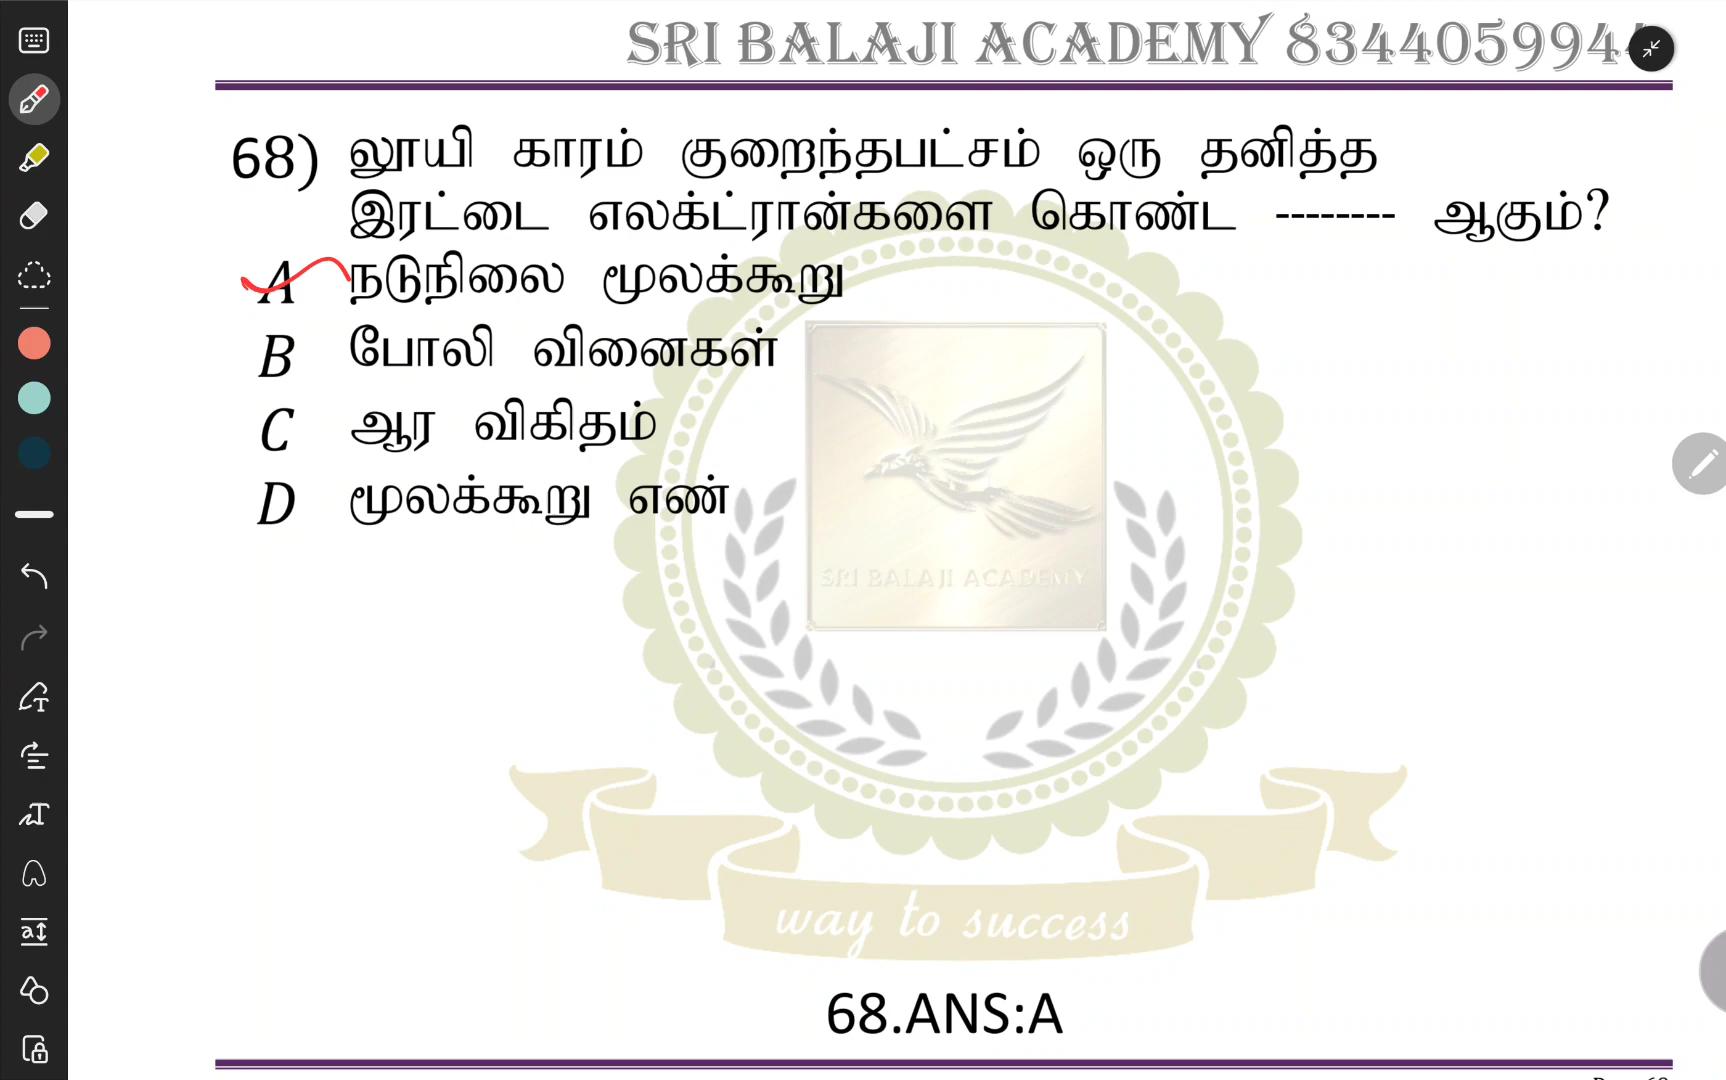 SRI BALAJI ACADEMY 834405994
68) லூயி காரம் குறைந்தபட்சம் ஒரு தனித்த
இரட்டை எலக்ட்ரான்களை கொண்ட -------- ஆகும்?
A நடுநிலை மூலக்கூறு
B போலி வினைகள்
C ஆர விகிதம்
D மூலக்கூறு எண்
SRI BALAJI ACADEMY
way to success
68.ANS:A